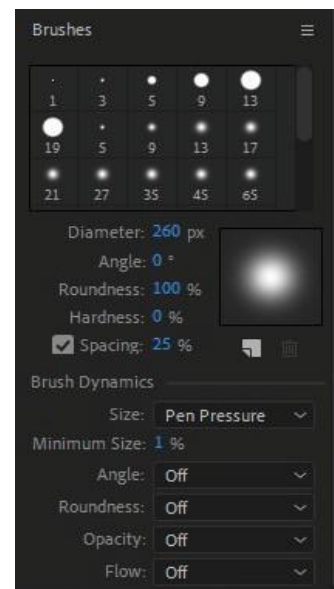 Brushes
1 3 5 9 13
19 5 9 13 17
21 27 35 45 65
Diameter: 260 px
Angle: 0 °
Roundness: 100 %
Hardness: 0 %
Spacing: 25 %
Brush Dynamics
Size: Pen Pressure
Minimum Size: 1 %
Angle: Off
Roundness: Off
Opacity: Off
Flow: Off